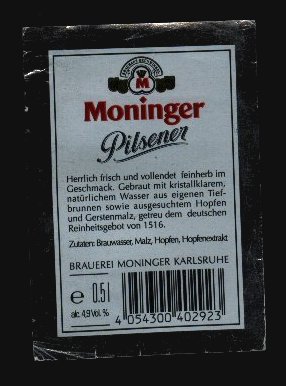 M
Moninger
Pilsener
Herrlich frisch und vollendet feinherb im
Geschmack. Gebraut mit kristallklarem,
natürlichem Wasser aus eigenen Tief-
brunnen sowie ausgesuchtem Hopfen
und Gerstenmalz, getreu dem deutschen
Reinheitsgebot von 1516.
Zutaten: Brauwasser, Malz, Hopfen, Hopfenextrakt
BRAUEREI MONINGER KARLSRUHE
e 0,5 l
alc. 4,9 Vol. %
4 054300 402923